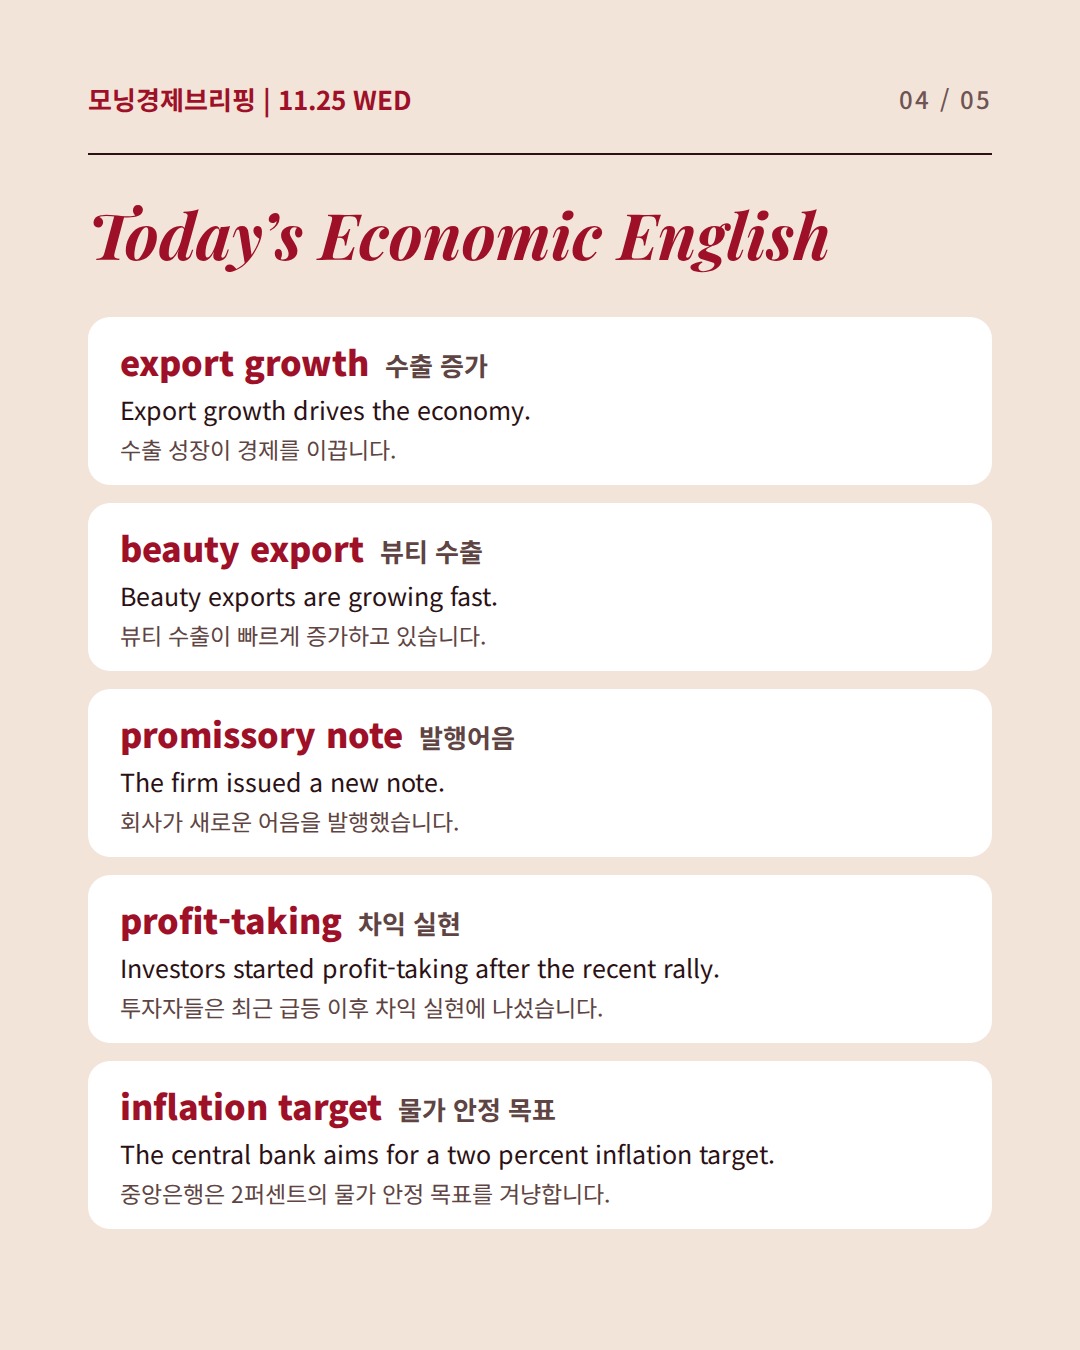 모닝경제브리핑 | 11.25 WED
04 / 05
Today’s Economic English
export growth 수출 증가
Export growth drives the economy.
수출 성장이 경제를 이끕니다.
beauty export 뷰티 수출
Beauty exports are growing fast.
뷰티 수출이 빠르게 증가하고 있습니다.
promissory note 발행어음
The firm issued a new note.
회사가 새로운 어음을 발행했습니다.
profit-taking 차익 실현
Investors started profit-taking after the recent rally.
투자자들은 최근 급등 이후 차익 실현에 나섰습니다.
inflation target 물가 안정 목표
The central bank aims for a two percent inflation target.
중앙은행은 2퍼센트의 물가 안정 목표를 겨냥합니다.